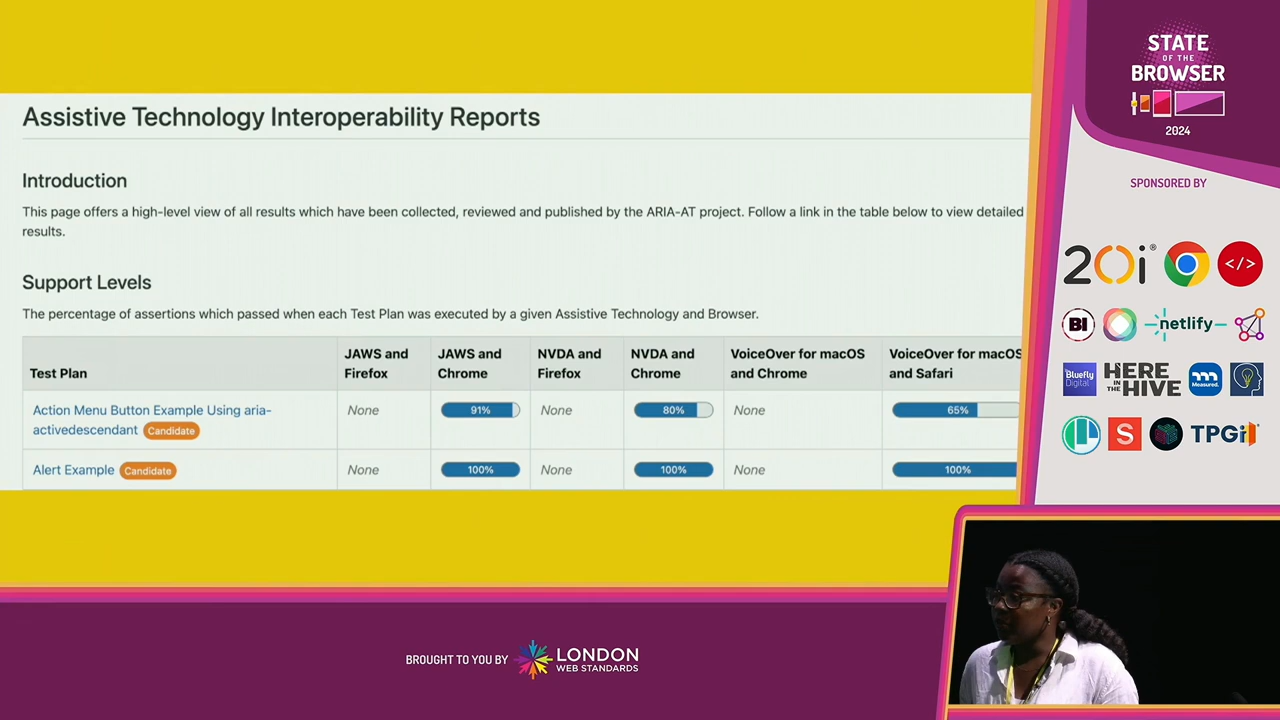 Assistive Technology Interoperability Reports
Introduction
This page offers a high-level view of all results which have been collected, reviewed and published by the ARIA-AT project. Follow a link in the table below to view detailed
results.
Support Levels
The percentage of assertions which passed when each Test Plan was executed by a given Assistive Technology and Browser.
Test Plan
JAWS and
Firefox
JAWS and
Chrome
NVDA and
Firefox
NVDA and
Chrome
VoiceOver for macOS
and Chrome
VoiceOver for macOS
and Safari
Action Menu Button Example Using aria-
activedescendant Candidate
None
91%
None
80%
None
65%
Alert Example Candidate
None
100%
None
100%
None
100%
STATE
OF THE
BROWSER
2024
SPONSORED BY
20i®
</>
BI
netlify
Bluefly
Digital
HERE
IN THE
HIVE
Measured.
S
TPGi
BROUGHT TO YOU BY
LONDON
WEB STANDARDS